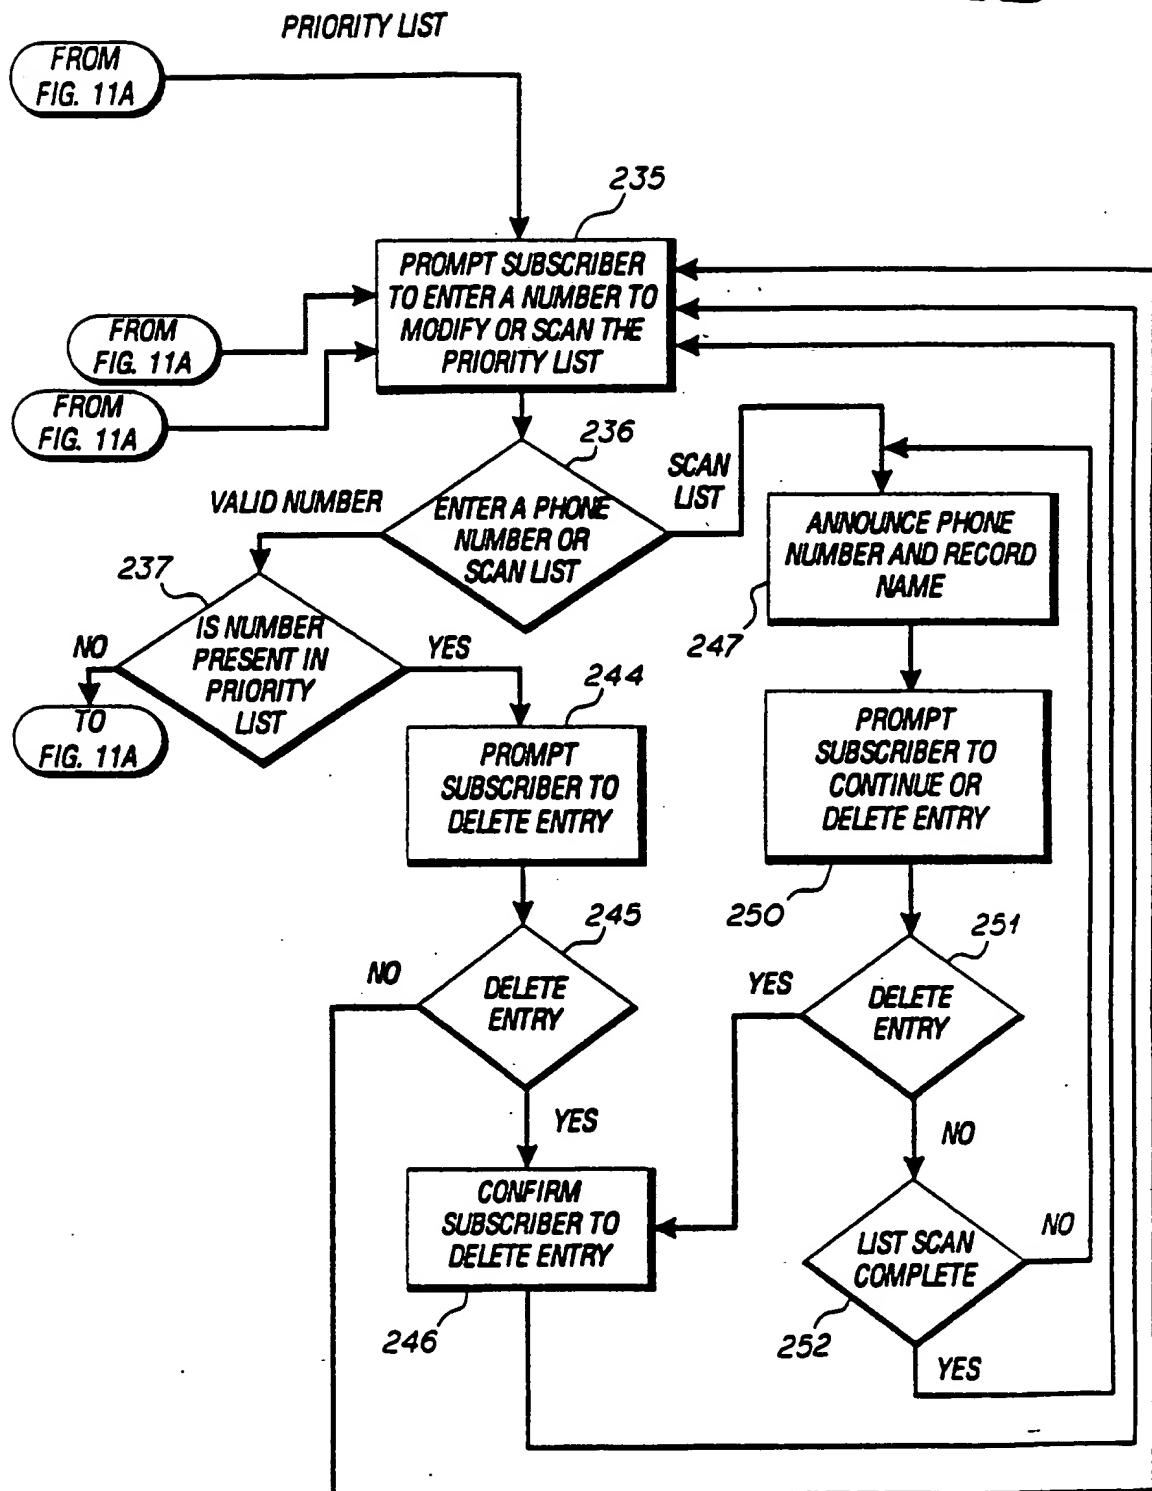 PRIORITY LIST
FROM
FIG. 11A
235
PROMPT SUBSCRIBER
TO ENTER A NUMBER TO
MODIFY OR SCAN THE
PRIORITY LIST
FROM
FIG. 11A
FROM
FIG. 11A
236
SCAN
LIST
VALID NUMBER
ENTER A PHONE
NUMBER OR
SCAN LIST
ANNOUNCE PHONE
NUMBER AND RECORD
NAME
237
247
NO
IS NUMBER
PRESENT IN
PRIORITY
LIST
YES
244
TO
FIG. 11A
PROMPT
SUBSCRIBER TO
DELETE ENTRY
PROMPT
SUBSCRIBER TO
CONTINUE OR
DELETE ENTRY
245
250
251
NO
DELETE
ENTRY
YES
DELETE
ENTRY
YES
NO
CONFIRM
SUBSCRIBER TO
DELETE ENTRY
LIST SCAN
COMPLETE
NO
246
252
YES